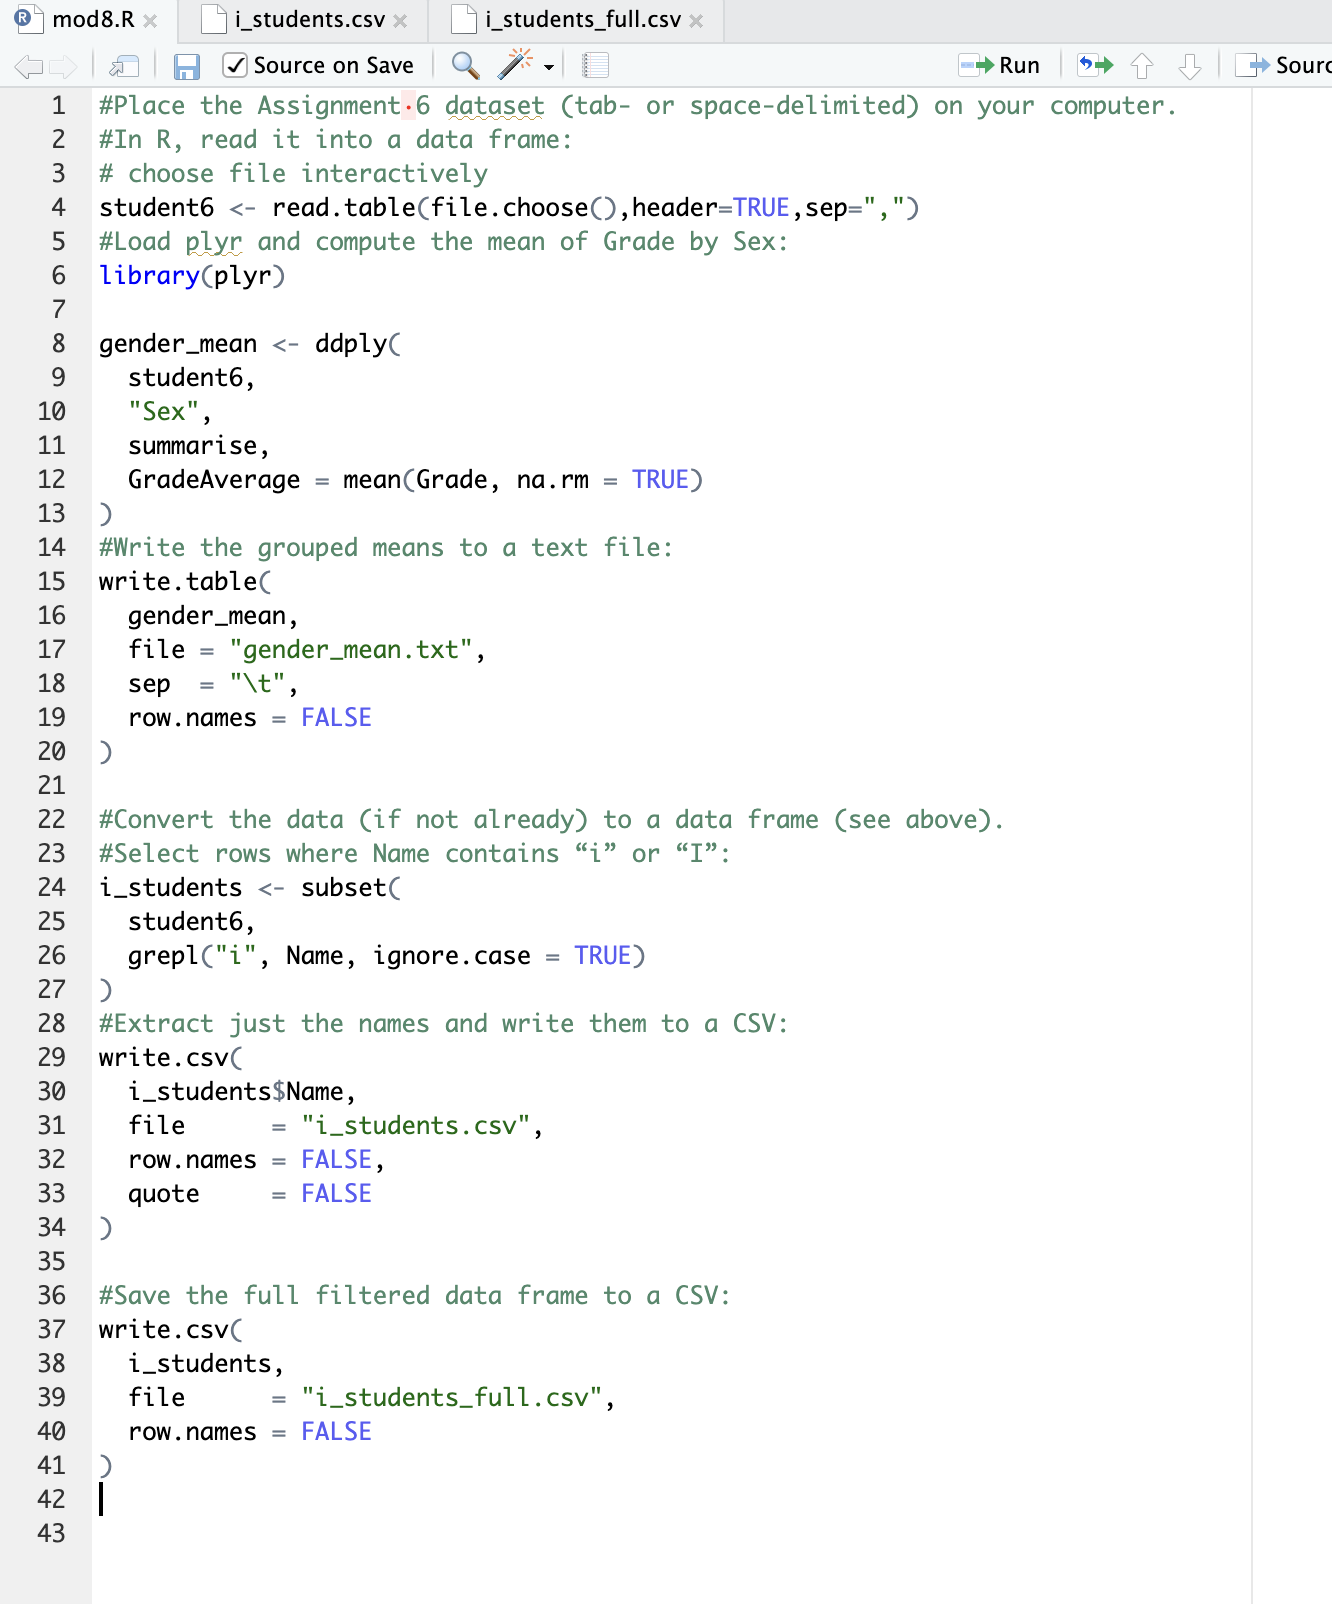 mod8.R
i_students.csv
i_students_full.csv
Source on Save
Run
1 #Place the Assignment 6 dataset (tab- or space-delimited) on your computer.
2 #In R, read it into a data frame:
3 # choose file interactively
4 student6 <- read.table(file.choose(),header=TRUE,sep=",")
5 #Load plyr and compute the mean of Grade by Sex:
6 library(plyr)
7
8 gender_mean <- ddply(
9   student6,
10   "Sex",
11   summarise,
12   GradeAverage = mean(Grade, na.rm = TRUE)
13 )
14 #Write the grouped means to a text file:
15 write.table(
16   gender_mean,
17   file = "gender_mean.txt",
18   sep  = "\t",
19   row.names = FALSE
20 )
21
22 #Convert the data (if not already) to a data frame (see above).
23 #Select rows where Name contains “i” or “I”:
24 i_students <- subset(
25   student6,
26   grepl("i", Name, ignore.case = TRUE)
27 )
28 #Extract just the names and write them to a CSV:
29 write.csv(
30   i_students$Name,
31   file      = "i_students.csv",
32   row.names = FALSE,
33   quote     = FALSE
34 )
35
36 #Save the full filtered data frame to a CSV:
37 write.csv(
38   i_students,
39   file      = "i_students_full.csv",
40   row.names = FALSE
41 )
42
43